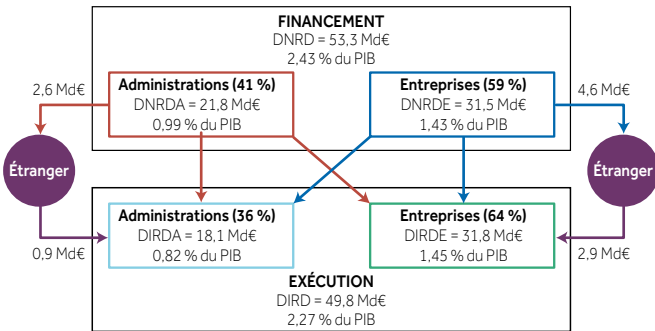 FINANCEMENT
DNRD = 53,3 Md€
2,43 % du PIB
2,6 Md€
Administrations (41 %)
DNRDA = 21,8 Md€
0,99 % du PIB
Entreprises (59 %)
DNRDE = 31,5 Md€
1,43 % du PIB
4,6 Md€
Étranger
Étranger
0,9 Md€
Administrations (36 %)
DIRDA = 18,1 Md€
0,82 % du PIB
Entreprises (64 %)
DIRDE = 31,8 Md€
1,45 % du PIB
2,9 Md€
EXÉCUTION
DIRD = 49,8 Md€
2,27 % du PIB